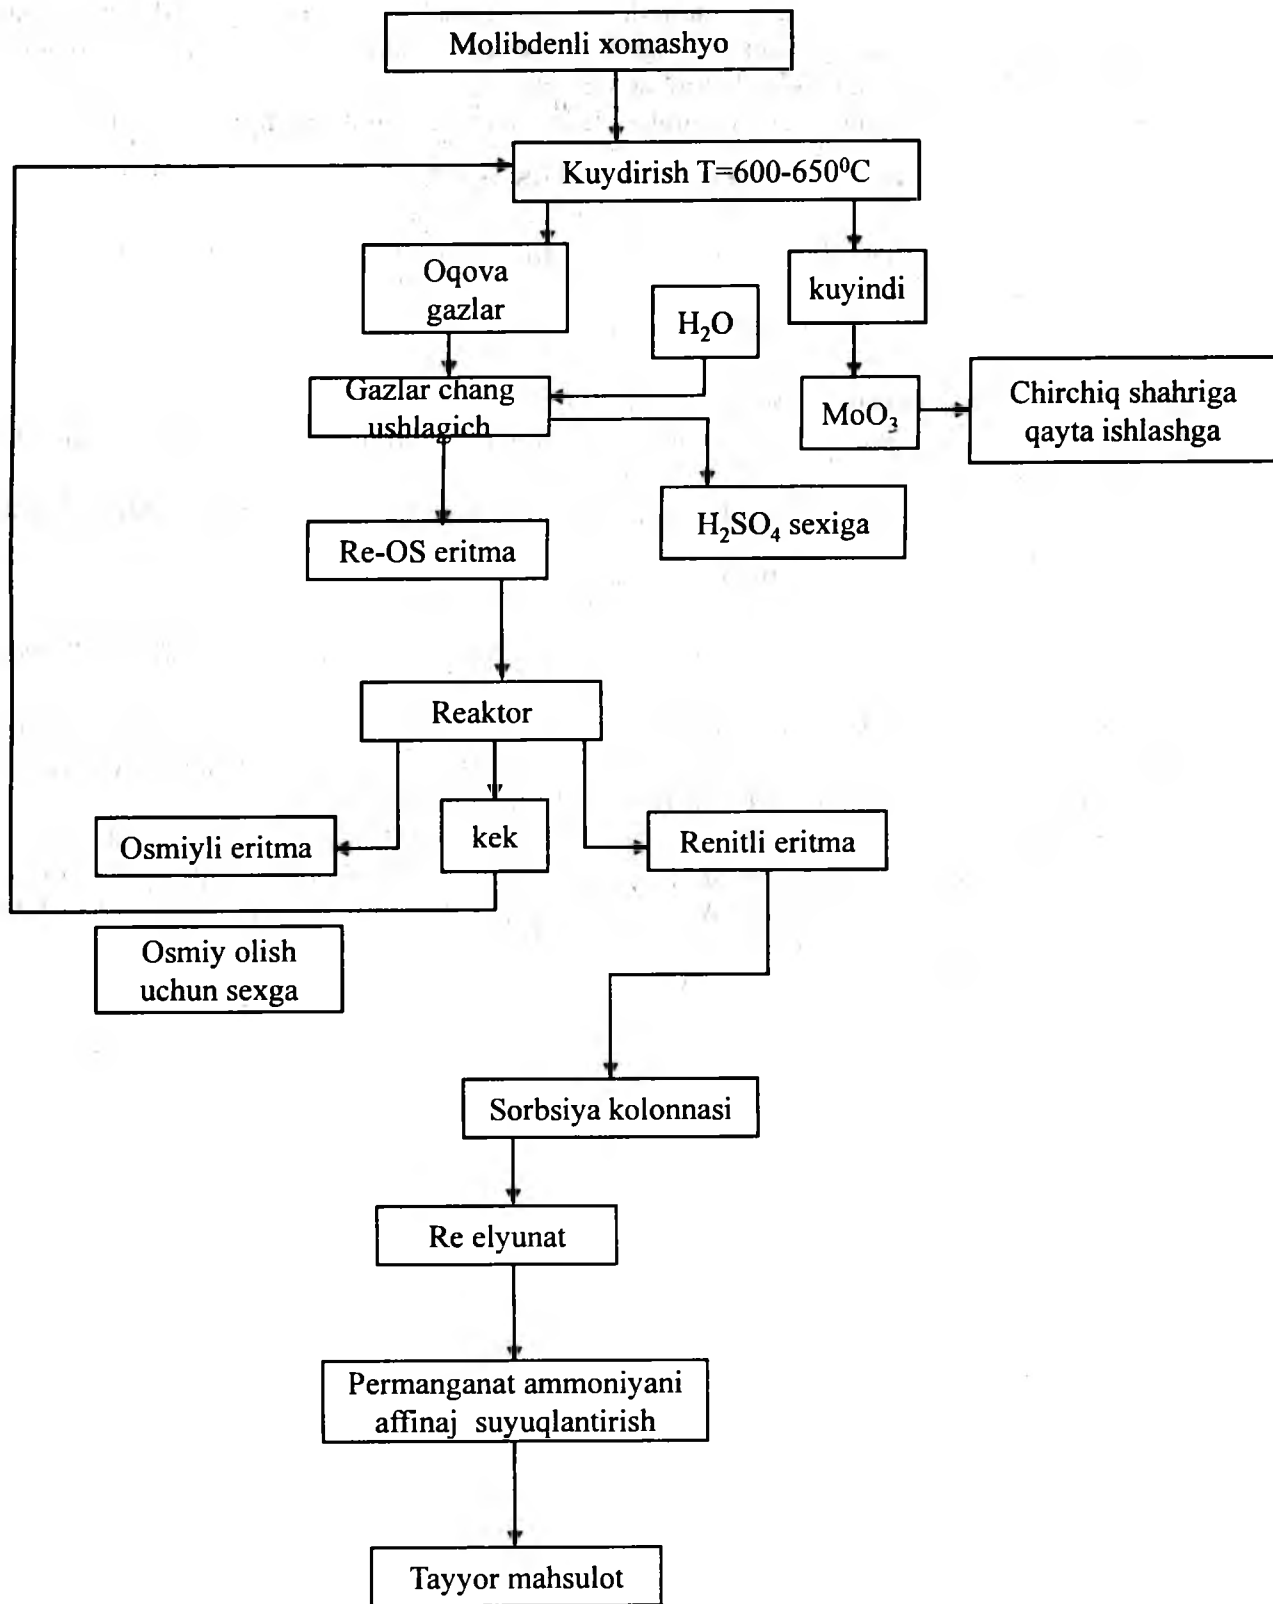 Molibdenli xomashyo
Kuydirish T=600-650⁰C
Oqova
gazlar
kuyindi
H₂O
Gazlar chang
ushlagich
MoO₃
Chirchiq shahriga
qayta ishlashga
H₂SO₄ sexiga
Re-OS eritma
Reaktor
Osmiyli eritma
kek
Renitli eritma
Osmiy olish
uchun sexga
Sorbsiya kolonnasi
Re elyunat
Permanganat ammoniyani
affinaj suyuqlantirish
Tayyor mahsulot